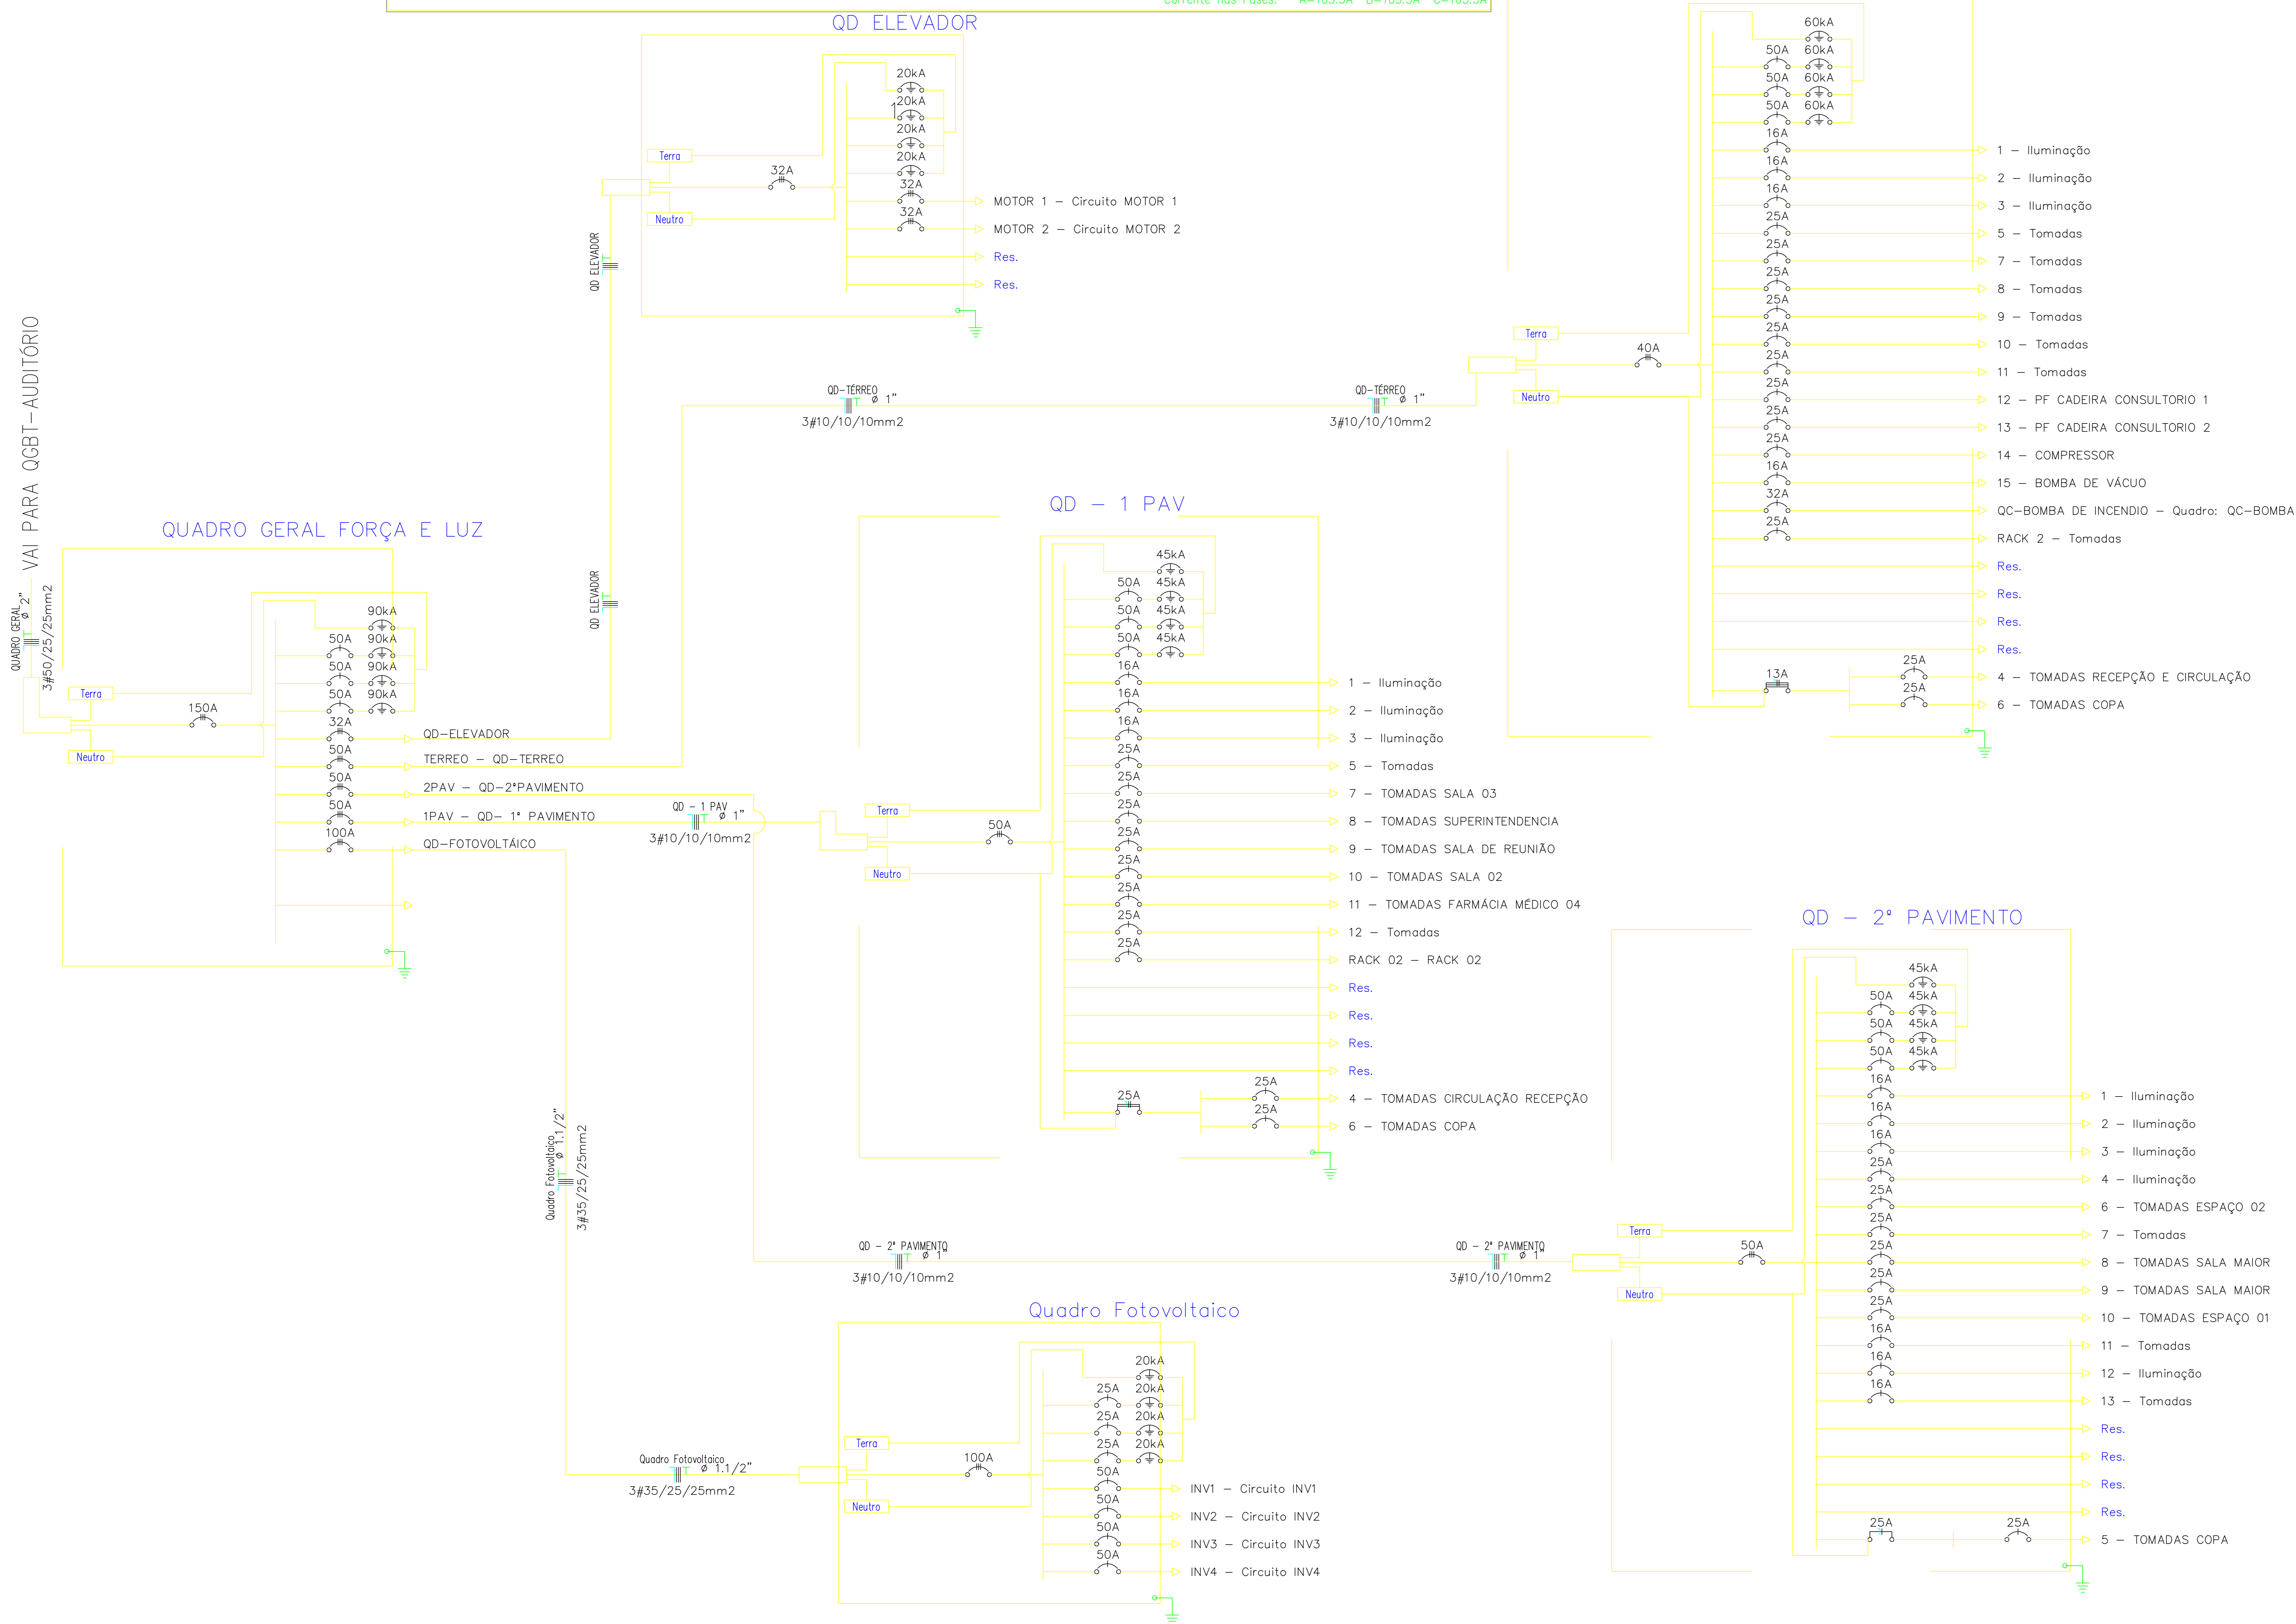 QD ELEVADOR
20kA
1
20kA
20kA
20kA
Terra
32A
Neutro
32A
MOTOR 1 - Circuito MOTOR 1
32A
MOTOR 2 - Circuito MOTOR 2
Res.
Res.
QD ELEVADOR
QD ELEVADOR
60kA
50A 60kA
50A 60kA
50A 60kA
16A
1 - Iluminação
16A
2 - Iluminação
16A
3 - Iluminação
25A
5 - Tomadas
25A
7 - Tomadas
25A
8 - Tomadas
25A
9 - Tomadas
25A
10 - Tomadas
25A
11 - Tomadas
25A
12 - PF CADEIRA CONSULTORIO 1
25A
13 - PF CADEIRA CONSULTORIO 2
25A
14 - COMPRESSOR
16A
15 - BOMBA DE VÁCUO
32A
QC-BOMBA DE INCENDIO - Quadro: QC-BOMBA
25A
RACK 2 - Tomadas
Res.
Res.
Res.
Res.
13A
25A
4 - TOMADAS RECEPÇÃO E CIRCULAÇÃO
25A
6 - TOMADAS COPA
Terra
40A
Neutro
QD-TÉRREO
ø 1"
3#10/10/10mm2
QD-TÉRREO
ø 1"
3#10/10/10mm2
VAI PARA QGBT-AUDITÓRIO
QUADRO GERAL
ø 2"
3#50/25/25mm2
QUADRO GERAL FORÇA E LUZ
90kA
50A 90kA
50A 90kA
50A 90kA
Terra
150A
Neutro
32A
QD-ELEVADOR
50A
TERREO - QD-TERREO
50A
2PAV - QD-2ºPAVIMENTO
50A
1PAV - QD- 1º PAVIMENTO
100A
QD-FOTOVOLTÁICO
QD - 1 PAV
ø 1"
3#10/10/10mm2
QD - 1 PAV
45kA
50A 45kA
50A 45kA
50A 45kA
Terra
50A
Neutro
16A
1 - Iluminação
16A
2 - Iluminação
16A
3 - Iluminação
25A
5 - Tomadas
25A
7 - TOMADAS SALA 03
25A
8 - TOMADAS SUPERINTENDENCIA
25A
9 - TOMADAS SALA DE REUNIÃO
25A
10 - TOMADAS SALA 02
25A
11 - TOMADAS FARMÁCIA MÉDICO 04
25A
12 - Tomadas
25A
RACK 02 - RACK 02
Res.
Res.
Res.
Res.
25A
25A
4 - TOMADAS CIRCULAÇÃO RECEPÇÃO
25A
6 - TOMADAS COPA
QD - 2º PAVIMENTO
45kA
50A 45kA
50A 45kA
50A 45kA
16A
1 - Iluminação
16A
2 - Iluminação
16A
3 - Iluminação
25A
4 - Iluminação
25A
6 - TOMADAS ESPAÇO 02
25A
7 - Tomadas
25A
8 - TOMADAS SALA MAIOR
25A
9 - TOMADAS SALA MAIOR
25A
10 - TOMADAS ESPAÇO 01
16A
11 - Tomadas
16A
12 - Iluminação
16A
13 - Tomadas
Res.
Res.
Res.
Res.
25A
25A
5 - TOMADAS COPA
Terra
50A
Neutro
QD - 2º PAVIMENTO
ø 1"
3#10/10/10mm2
QD - 2º PAVIMENTO
ø 1"
3#10/10/10mm2
Quadro Fotovoltaico
ø 1.1/2"
3#35/25/25mm2
Quadro Fotovoltaico
ø 1.1/2"
3#35/25/25mm2
Quadro Fotovoltaico
20kA
25A 20kA
25A 20kA
25A 20kA
Terra
100A
Neutro
50A
INV1 - Circuito INV1
50A
INV2 - Circuito INV2
50A
INV3 - Circuito INV3
50A
INV4 - Circuito INV4